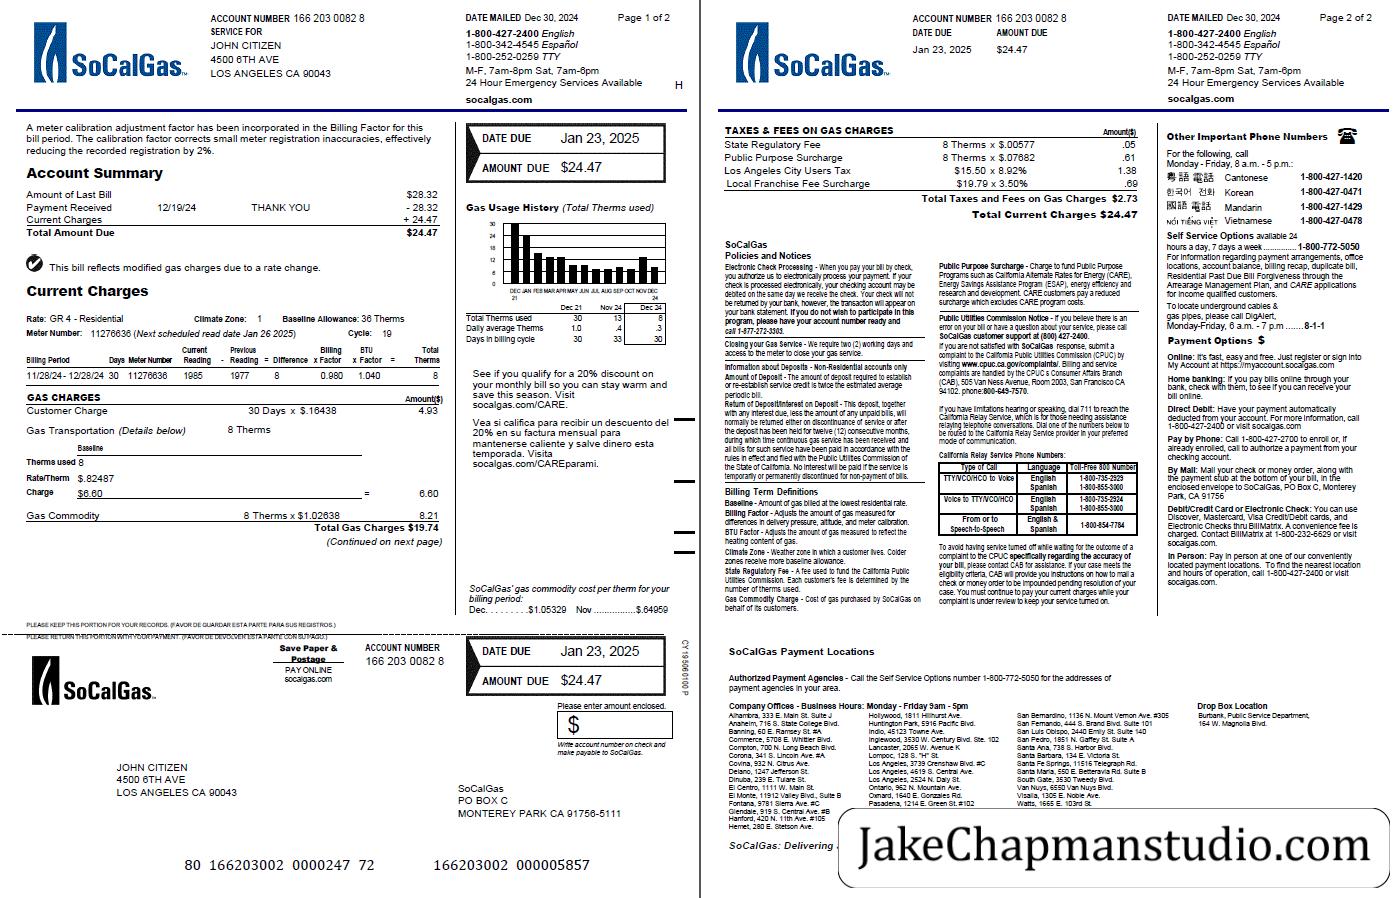 SoCalGas
ACCOUNT NUMBER 166 203 0082 8
SERVICE FOR
JOHN CITIZEN
4500 6TH AVE
LOS ANGELES CA 90043
DATE MAILED Dec 30, 2024 Page 1 of 2
1-800-427-2400 English
1-800-342-4545 Español
1-800-252-0259 TTY
M-F, 7am-8pm Sat, 7am-6pm
24 Hour Emergency Services Available
socalgas.com
H
A meter calibration adjustment factor has been incorporated in the Billing Factor for this
bill period. The calibration factor corrects small meter registration inaccuracies, effectively
reducing the recorded registration by 2%.
Account Summary
Amount of Last Bill $28.32
Payment Received 12/19/24 THANK YOU - 28.32
Current Charges + 24.47
Total Amount Due $24.47
This bill reflects modified gas charges due to a rate change.
Current Charges
Rate: GR 4 - Residential Climate Zone: 1 Baseline Allowance: 36 Therms
Meter Number: 11276636 (Next scheduled read date Jan 26 2025) Cycle: 19
Billing Period Days Meter Number Current Reading - Previous Reading = Difference Billing x Factor BTU x Factor = Total Therms
11/28/24 - 12/28/24 30 11276636 1985 1977 8 0.980 1.040 8
GAS CHARGES Amount($)
Customer Charge 30 Days x $.16438 4.93
Gas Transportation (Details below) 8 Therms
Baseline
Therms used 8
Rate/Therm $.82487
Charge $6.60 = 6.60
Gas Commodity 8 Therms x $1.02638 8.21
Total Gas Charges $19.74
(Continued on next page)
DATE DUE Jan 23, 2025
AMOUNT DUE $24.47
Gas Usage History (Total Therms used)
30
24
18
12
6
0
DEC JAN FEB MAR APR MAY JUN JUL AUG SEP OCT NOV DEC
21 24
Dec 21 Nov 24 Dec 24
Total Therms used 30 13 8
Daily average Therms 1.0 .4 .3
Days in billing cycle 30 33 30
See if you qualify for a 20% discount on
your monthly bill so you can stay warm and
save this season. Visit
socalgas.com/CARE.
Vea si califica para recibir un descuento del
20% en su factura mensual para
mantenerse caliente y salve dinero esta
temporada. Visita
socalgas.com/CAREparami.
SoCalGas' gas commodity cost per them for your
billing period:
Dec. . . . . . . . .$1.05329 Nov ...............$.64959
PLEASE KEEP THIS PORTION FOR YOUR RECORDS. (FAVOR DE GUARDAR ESTA PARTE PARA SUS REGISTROS.)
PLEASE RETURN THIS PORTION WITH YOUR PAYMENT. (FAVOR DE DEVOLVER ESTA PARTE CON SU PAGO.)
SoCalGas
Save Paper &
Postage
PAY ONLINE
socalgas.com
ACCOUNT NUMBER
166 203 0082 8
DATE DUE Jan 23, 2025
AMOUNT DUE $24.47
Please enter amount enclosed.
$
Write account number on check and
make payable to SoCalGas.
JOHN CITIZEN
4500 6TH AVE
LOS ANGELES CA 90043
SoCalGas
PO BOX C
MONTEREY PARK CA 91756-5111
80 166203002 0000247 72 166203002 000005857
SoCalGas
ACCOUNT NUMBER 166 203 0082 8
DATE DUE AMOUNT DUE
Jan 23, 2025 $24.47
DATE MAILED Dec 30, 2024 Page 2 of 2
1-800-427-2400 English
1-800-342-4545 Español
1-800-252-0259 TTY
M-F, 7am-8pm Sat, 7am-6pm
24 Hour Emergency Services Available
socalgas.com
TAXES & FEES ON GAS CHARGES Amount($)
State Regulatory Fee 8 Therms x $.00577 .05
Public Purpose Surcharge 8 Therms x $.07682 .61
Los Angeles City Users Tax $15.50 x 8.92% 1.38
Local Franchise Fee Surcharge $19.79 x 3.50% .69
Total Taxes and Fees on Gas Charges $2.73
Total Current Charges $24.47
SoCalGas
Policies and Notices
Electronic Check Processing - When you pay your bill by check,
you authorize us to electronically process your payment. If your
check is processed electronically, your checking account may be
debited on the same day we receive the check. Your check will not
be returned by your bank, however, the transaction will appear on
your bank statement. If you do not wish to participate in this
program, please have your account number ready and
call 1-877-272-3303.
Closing your Gas Service - We require two (2) working days and
access to the meter to close your gas service.
Information about Deposits - Non-Residential accounts only
Amount of Deposit - The amount of deposit required to establish
or re-establish service credit is twice the estimated average
periodic bill.
Return of Deposit/Interest on Deposit - This deposit, together
with any interest due, less the amount of any unpaid bills, will
normally be returned either on discontinuance of service or after
the deposit has been held for twelve (12) consecutive months,
during which time continuous gas service has been received and
all bills for such service have been paid in accordance with the
rules in effect and filed with the Public Utilities Commission of
the State of California. No interest will be paid if the service is
temporarily or permanently discontinued for non-payment of bills.
Billing Term Definitions
Baseline - Amount of gas billed at the lowest residential rate.
Billing Factor - Adjusts the amount of gas measured for
differences in delivery pressure, altitude, and meter calibration.
BTU Factor - Adjusts the amount of gas measured to reflect the
heating content of gas.
Climate Zone - Weather zone in which a customer lives. Colder
zones receive more baseline allowance.
State Regulatory Fee - A fee used to fund the California Public
Utilities Commission. Each customer's fee is determined by the
number of therms used.
Gas Commodity Charge - Cost of gas purchased by SoCalGas on
behalf of its customers.
Public Purpose Surcharge - Charge to fund Public Purpose
Programs such as California Alternate Rates for Energy (CARE),
Energy Savings Assistance Program (ESAP), energy efficiency and
research and development. CARE customers pay a reduced
surcharge which excludes CARE program costs.
Public Utilities Commission Notice - If you believe there is an
error on your bill or have a question about your service, please call
SoCalGas customer support at (800) 427-2400.
If you are not satisfied with SoCalGas response, submit a
complaint to the California Public Utilities Commission (CPUC) by
visiting www.cpuc.ca.gov/complaints/. Billing and service
complaints are handled by the CPUC's Consumer Affairs Branch
(CAB), 505 Van Ness Avenue, Room 2003, San Francisco CA
94102. phone:800-649-7570.
If you have limitations hearing or speaking, dial 711 to reach the
California Relay Service, which is for those needing assistance
relaying telephone conversations. Dial one of the numbers below to
be routed to the California Relay Service provider in your preferred
mode of communication.
California Relay Service Phone Numbers:
Type of Call Language Toll-Free 800 Number
TTY/VCO/HCO to Voice English 1-800-735-2929
Spanish 1-800-855-3000
Voice to TTY/VCO/HCO English 1-800-735-2924
Spanish 1-800-855-3000
From or to English & 1-800-854-7784
Speech-to-Speech Spanish
To avoid having service turned off while waiting for the outcome of a
complaint to the CPUC specifically regarding the accuracy of
your bill, please contact CAB for assistance. If your case meets the
eligibility criteria, CAB will provide you instructions on how to mail a
check or money order to be impounded pending resolution of your
case. You must continue to pay your current charges while your
complaint is under review to keep your service turned on.
Other Important Phone Numbers
For the following, call
Monday - Friday, 8 a.m. - 5 p.m.:
粵語 電話 Cantonese 1-800-427-1420
한국어 전화 Korean 1-800-427-0471
國語 電話 Mandarin 1-800-427-1429
NÓI TIẾNG VIỆT Vietnamese 1-800-427-0478
Self Service Options available 24
hours a day, 7 days a week ............. 1-800-772-5050
For information regarding payment arrangements, office
locations, account balance, billing recap, duplicate bill,
Residential Past Due Bill Forgiveness through the
Arrearage Management Plan, and CARE applications
for income qualified customers.
To locate underground cables &
gas pipes, please call DigAlert,
Monday-Friday, 6 a.m. - 7 p.m ....... 8-1-1
Payment Options $
Online: It's fast, easy and free. Just register or sign into
My Account at https://myaccount.socalgas.com
Home banking: If you pay bills online through your
bank, check with them, to see if you can receive your
bill online.
Direct Debit: Have your payment automatically
deducted from your account. For more information, call
1-800-427-2400 or visit socalgas.com
Pay by Phone: Call 1-800-427-2700 to enroll or, if
already enrolled, call to authorize a payment from your
checking account.
By Mail: Mail your check or money order, along with
the payment stub at the bottom of your bill, in the
enclosed envelope to SoCalGas, PO Box C, Monterey
Park, CA 91756
Debit/Credit Card or Electronic Check: You can use
Discover, Mastercard, Visa Credit/Debit cards, and
Electronic Checks thru BillMatrix. A convenience fee is
charged. Contact BillMatrix at 1-800-232-6629 or visit
socalgas.com.
In Person: Pay in person at one of our conveniently
located payment locations. To find the nearest location
and hours of operation, call 1-800-427-2400 or visit
socalgas.com.
SoCalGas Payment Locations
Authorized Payment Agencies - Call the Self Service Options number 1-800-772-5050 for the addresses of
payment agencies in your area.
Company Offices - Business Hours: Monday - Friday 9am - 5pm
Alhambra, 333 E. Main St. Suite J
Anaheim, 716 S. State College Blvd.
Banning, 60 E. Ramsey St. #A
Commerce, 5708 E. Whittier Blvd.
Compton, 700 N. Long Beach Blvd.
Corona, 341 S. Lincoln Ave. #A
Covina, 932 N. Citrus Ave.
Delano, 1247 Jefferson St.
Dinuba, 239 E. Tulare St.
El Centro, 1111 W. Main St.
El Monte, 11912 Valley Blvd., Suite B
Fontana, 9781 Sierra Ave. #C
Glendale, 919 S. Central Ave. #B
Hanford, 420 N. 11th Ave. #105
Hemet, 280 E. Stetson Ave.
Hollywood, 1811 Hillhurst Ave.
Huntington Park, 5916 Pacific Blvd.
Indio, 45123 Towne Ave.
Inglewood, 3530 W. Century Blvd. Ste. 102
Lancaster, 2065 W. Avenue K
Lompoc, 128 S. "H" St.
Los Angeles, 3739 Crenshaw Blvd. #C
Los Angeles, 4619 S. Central Ave.
Los Angeles, 2524 N. Daly St.
Ontario, 962 N. Mountain Ave.
Oxnard, 1640 E. Gonzales Rd.
Pasadena, 1214 E. Green St. #102
San Bernardino, 1136 N. Mount Vernon Ave. #305
San Fernando, 444 S. Brand Blvd. Suite 101
San Luis Obispo, 2440 Emily St. Suite 140
San Pedro, 1851 N. Gaffey St. Suite A
Santa Ana, 738 S. Harbor Blvd.
Santa Barbara, 134 E. Victoria St.
Santa Fe Springs, 11516 Telegraph Rd.
Santa Maria, 550 E. Betteravia Rd. Suite B
South Gate, 3530 Tweedy Blvd.
Van Nuys, 6550 Van Nuys Blvd.
Visalia, 1305 E. Noble Ave.
Watts, 1665 E. 103rd St.
Drop Box Location
Burbank, Public Service Department,
164 W. Magnolia Blvd.
SoCalGas: Delivering
JakeChapmanstudio.com